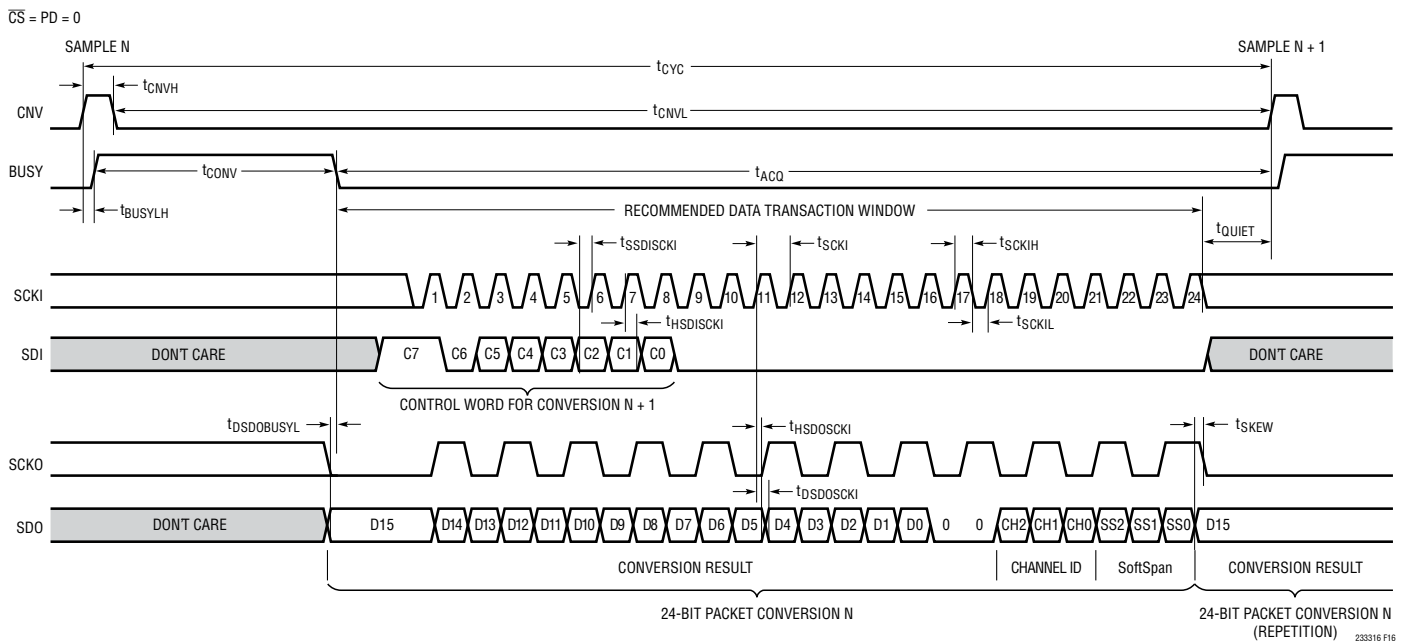 CS = PD = 0
SAMPLE N
SAMPLE N + 1
tCYC
tCNVH
CNV
tCNVL
BUSY
tCONV
tACQ
tBUSYLH
RECOMMENDED DATA TRANSACTION WINDOW
tQUIET
tSSDISCKI
tSCKI
tSCKIH
SCKI
1 2 3 4 5 6 7 8 9 10 11 12 13 14 15 16 17 18 19 20 21 22 23 24
tHSDISCKI
tSCKIL
SDI
DON'T CARE
C7 C6 C5 C4 C3 C2 C1 C0
DON'T CARE
CONTROL WORD FOR CONVERSION N + 1
tDSDOBUSYL
tHSDOSCKI
tSKEW
SCKO
tDSDOSCKI
SDO
DON'T CARE
D15 D14 D13 D12 D11 D10 D9 D8 D7 D6 D5 D4 D3 D2 D1 D0 0 0 CH2 CH1 CH0 SS2 SS1 SS0 D15
CONVERSION RESULT
CHANNEL ID
SoftSpan
CONVERSION RESULT
24-BIT PACKET CONVERSION N
24-BIT PACKET CONVERSION N
(REPETITION)
233316 F16